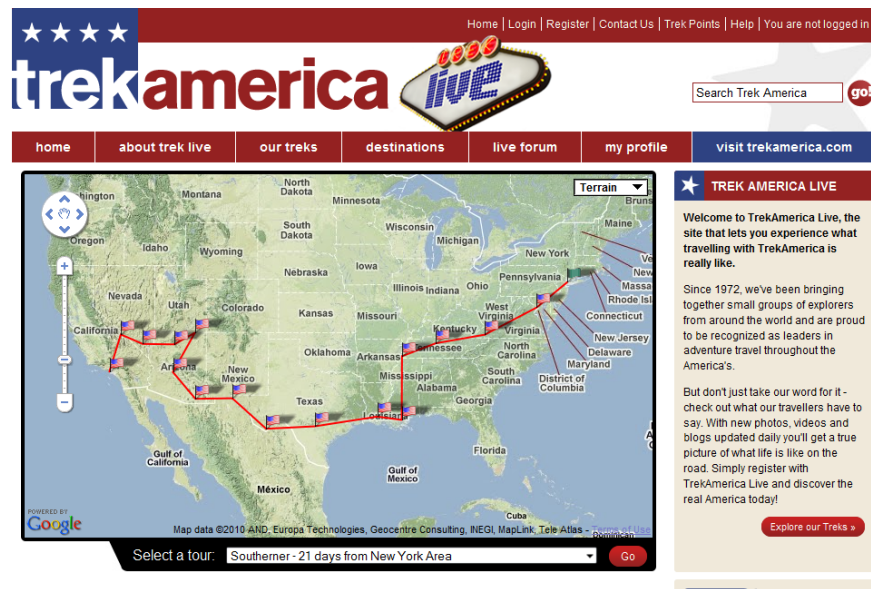 Home | Login | Register | Contact Us | Trek Points | Help | You are not logged in
trekamerica
live
Search Trek America go!
home about trek live our treks destinations live forum my profile visit trekamerica.com
Terrain
North Dakota
Montana
Minnesota
Maine
Oregon
Idaho
Wyoming
South Dakota
Wisconsin
Michigan
New York
Nebraska
Iowa
Illinois
Indiana
Ohio
Pennsylvania
Massa
Rhode Isl
Connecticut
Nevada
Utah
Colorado
Kansas
Missouri
West Virginia
Kentucky
Virginia
New Jersey
Delaware
Maryland
District of Columbia
California
Oklahoma
Arkansas
North Carolina
New Mexico
Mississippi
Alabama
South Carolina
Georgia
Texas
Louisiana
Florida
Gulf of California
Gulf of Mexico
México
Cuba
POWERED BY
Google
Map data ©2010 AND, Europa Technologies, Geocentre Consulting, INEGI, MapLink, Tele Atlas - Terms of Use
Select a tour: Southerner - 21 days from New York Area Go
TREK AMERICA LIVE
Welcome to TrekAmerica Live, the
site that lets you experience what
travelling with TrekAmerica is
really like.
Since 1972, we've been bringing
together small groups of explorers
from around the world and are proud
to be recognized as leaders in
adventure travel throughout the
America's.
But don't just take our word for it -
check out what our travellers have to
say. With new photos, videos and
blogs updated daily you'll get a true
picture of what life is like on the
road. Simply register with
TrekAmerica Live and discover the
real America today!
Explore our Treks »